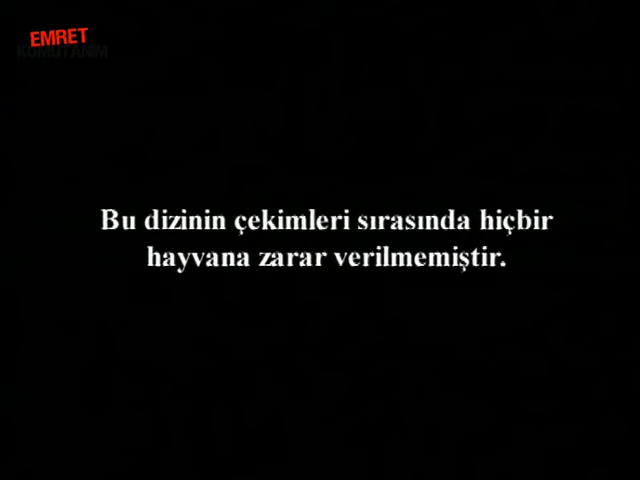 EMRET
KOMUTANIM
Bu dizinin çekimleri sırasında hiçbir
hayvana zarar verilmemiştir.